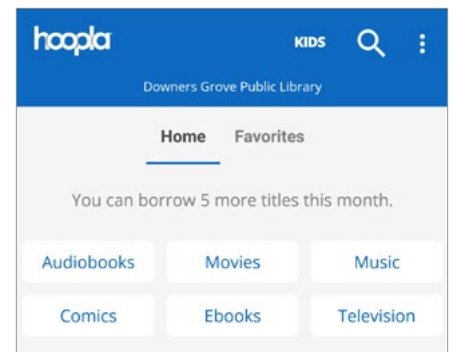 hoopla KIDS
Downers Grove Public Library
Home Favorites
You can borrow 5 more titles this month.
Audiobooks Movies Music
Comics Ebooks Television